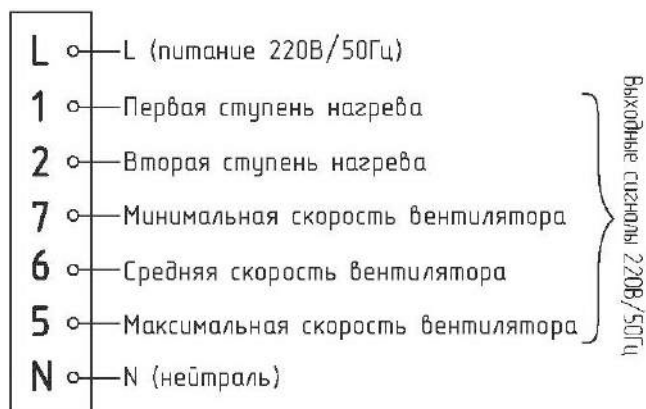 L L (питание 220В/50Гц)
1 Первая ступень нагрева
2 Вторая ступень нагрева
7 Минимальная скорость вентилятора
6 Средняя скорость вентилятора
5 Максимальная скорость вентилятора
N N (нейтраль)
Выходные сигналы 220В/50Гц